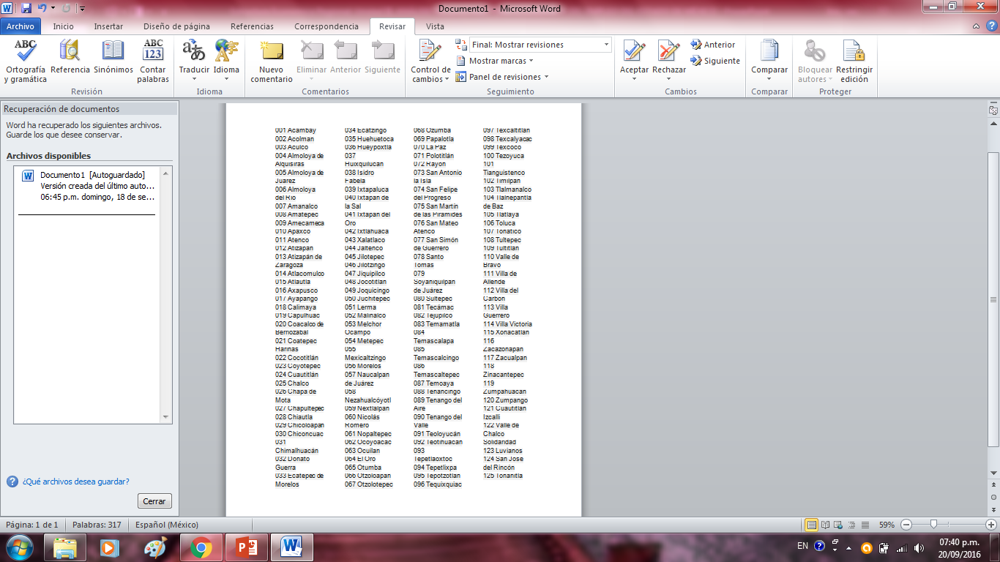 Documento1 - Microsoft Word
Archivo Inicio Insertar Diseño de página Referencias Correspondencia Revisar Vista
ABC ABC 123
Ortografía y gramática
Referencia
Sinónimos
Contar palabras
Revisión
Traducir
Idioma
Idioma
Nuevo comentario
Eliminar
Anterior
Siguiente
Comentarios
Control de cambios
Final: Mostrar revisiones
Mostrar marcas
Panel de revisiones
Seguimiento
Aceptar
Rechazar
Anterior
Siguiente
Cambios
Comparar
Comparar
Bloquear autores
Restringir edición
Proteger
Recuperación de documentos
Word ha recuperado los siguientes archivos.
Guarde los que desee conservar.
Archivos disponibles
Documento1 [Autoguardado]
Versión creada del último auto...
06:45 p.m. domingo, 18 de se...
¿Qué archivos desea guardar?
Cerrar
001 Acambay
002 Acolman
003 Aculco
004 Almoloya de
Alquisiras
005 Almoloya de
Juárez
006 Almoloya
del Río
007 Amanalco
008 Amatepec
009 Amecameca
010 Apaxco
011 Atenco
012 Atizapán
013 Atizapán de
Zaragoza
014 Atlacomulco
015 Atlautla
016 Axapusco
017 Ayapango
018 Calimaya
019 Capulhuac
020 Coacalco de
Berriozábal
021 Coatepec
Harinas
022 Cocotitlán
023 Coyotepec
024 Cuautitlán
025 Chalco
026 Chapa de
Mota
027 Chapultepec
028 Chiautla
029 Chicoloapan
030 Chiconcuac
031
Chimalhuacán
032 Donato
Guerra
033 Ecatepec de
Morelos
034 Ecatzingo
035 Huehuetoca
036 Hueypoxtla
037
Huixquilucan
038 Isidro
Fabela
039 Ixtapaluca
040 Ixtapan de
la Sal
041 Ixtapan del
Oro
042 Ixtlahuaca
043 Xalatlaco
044 Jaltenco
045 Jilotepec
046 Jilotzingo
047 Jiquipilco
048 Jocotitlán
049 Joquicingo
050 Juchitepec
051 Lerma
052 Malinalco
053 Melchor
Ocampo
054 Metepec
055
Mexicaltzingo
056 Morelos
057 Naucalpan
de Juárez
058
Nezahualcóyotl
059 Nextlalpan
060 Nicolás
Romero
061 Nopaltepec
062 Ocoyoacac
063 Ocuilan
064 El Oro
065 Otumba
066 Otzoloapan
067 Otzolotepec
068 Ozumba
069 Papalotla
070 La Paz
071 Polotitlán
072 Rayón
073 San Antonio
la Isla
074 San Felipe
del Progreso
075 San Martín
de las Pirámides
076 San Mateo
Atenco
077 San Simón
de Guerrero
078 Santo
Tomás
079
Soyaniquilpan
de Juárez
080 Sultepec
081 Tecámac
082 Tejupilco
083 Temamatla
084
Temascalapa
085
Temascalcingo
086
Temascaltepec
087 Temoaya
088 Tenancingo
089 Tenango del
Aire
090 Tenango del
Valle
091 Teoloyucán
092 Teotihuacán
093
Tepetlaoxtoc
094 Tepetlixpa
095 Tepotzotlán
096 Tequixquiac
097 Texcaltitlán
098 Texcalyacac
099 Texcoco
100 Tezoyuca
101
Tianguistenco
102 Timilpan
103 Tlalmanalco
104 Tlalnepantla
de Baz
105 Tlatlaya
106 Toluca
107 Tonatico
108 Tultepec
109 Tultitlán
110 Valle de
Bravo
111 Villa de
Allende
112 Villa del
Carbón
113 Villa
Guerrero
114 Villa Victoria
115 Xonacatlán
116
Zacazonapan
117 Zacualpan
118
Zinacantepec
119
Zumpahuacán
120 Zumpango
121 Cuautitlán
Izcalli
122 Valle de
Chalco
Solidaridad
123 Luvianos
124 San José
del Rincón
125 Tonanitla
Página: 1 de 1 Palabras: 317 Español (México) 59%
EN 07:40 p.m.
20/09/2016